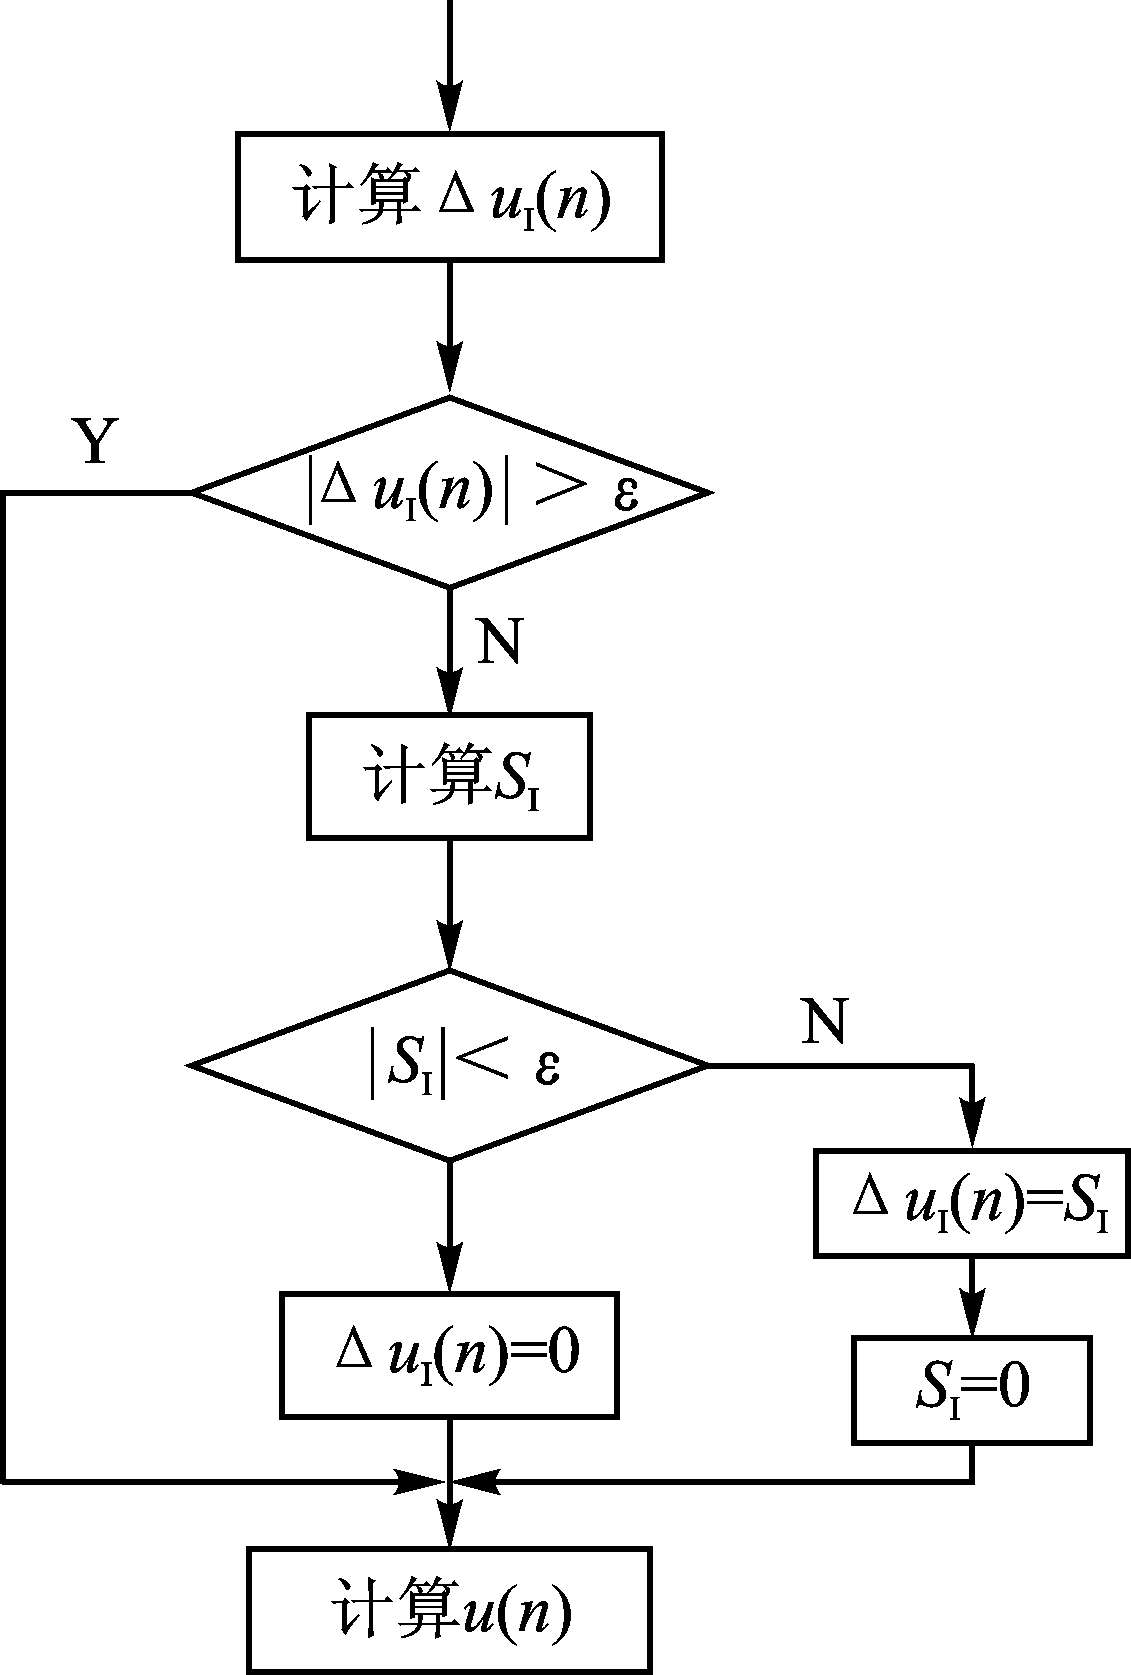 计算Δu_I(n)
Y
|Δu_I(n)|>ε
N
计算S_I
N
|S_I|<ε
Δu_I(n)=S_I
Δu_I(n)=0
S_I=0
计算u(n)